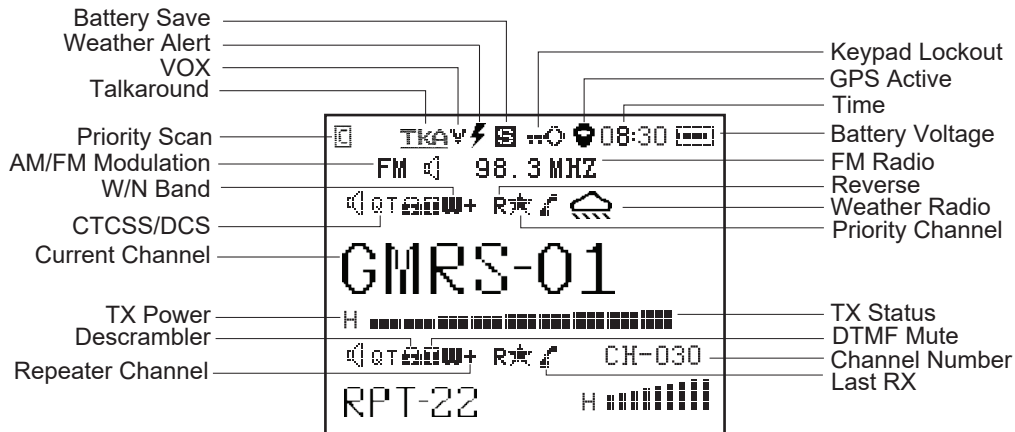 Battery Save
Weather Alert
VOX
Talkaround
Priority Scan
AM/FM Modulation
W/N Band
CTCSS/DCS
Current Channel
TX Power
Descrambler
Repeater Channel
C TKA V S 08:30
FM 98.3 MHZ
QT W+ R
GMRS-01
H
QT W+ R CH-030
RPT-22 H
Keypad Lockout
GPS Active
Time
Battery Voltage
FM Radio
Reverse
Weather Radio
Priority Channel
TX Status
DTMF Mute
Channel Number
Last RX